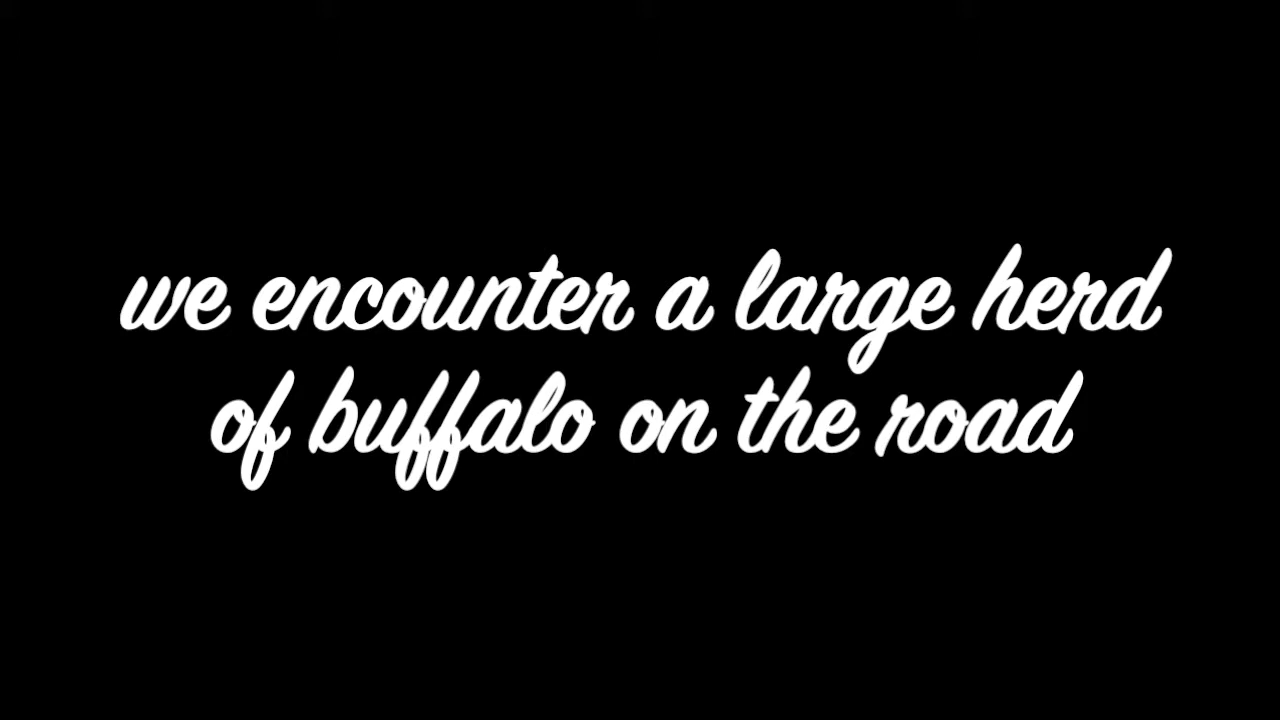 we encounter a large herd
of buffalo on the road